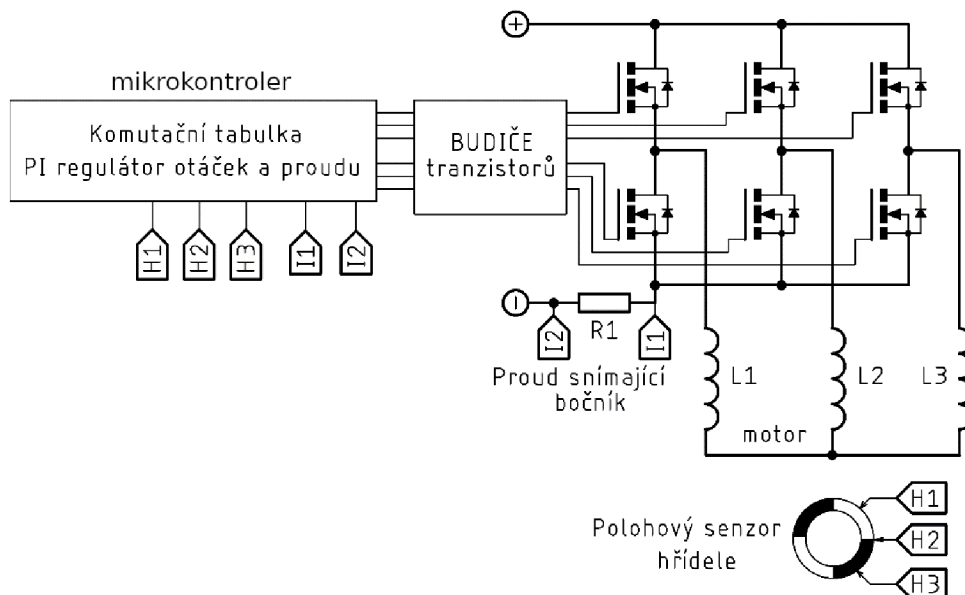 mikrokontroler
Komutační tabulka
PI regulátor otáček a proudu
BUDIČE
tranzistorů
H1
H2
H3
I1
I2
+
−
R1
I2
I1
Proud snímající
bočník
L1
L2
L3
motor
Polohový senzor
hřídele
H1
H2
H3